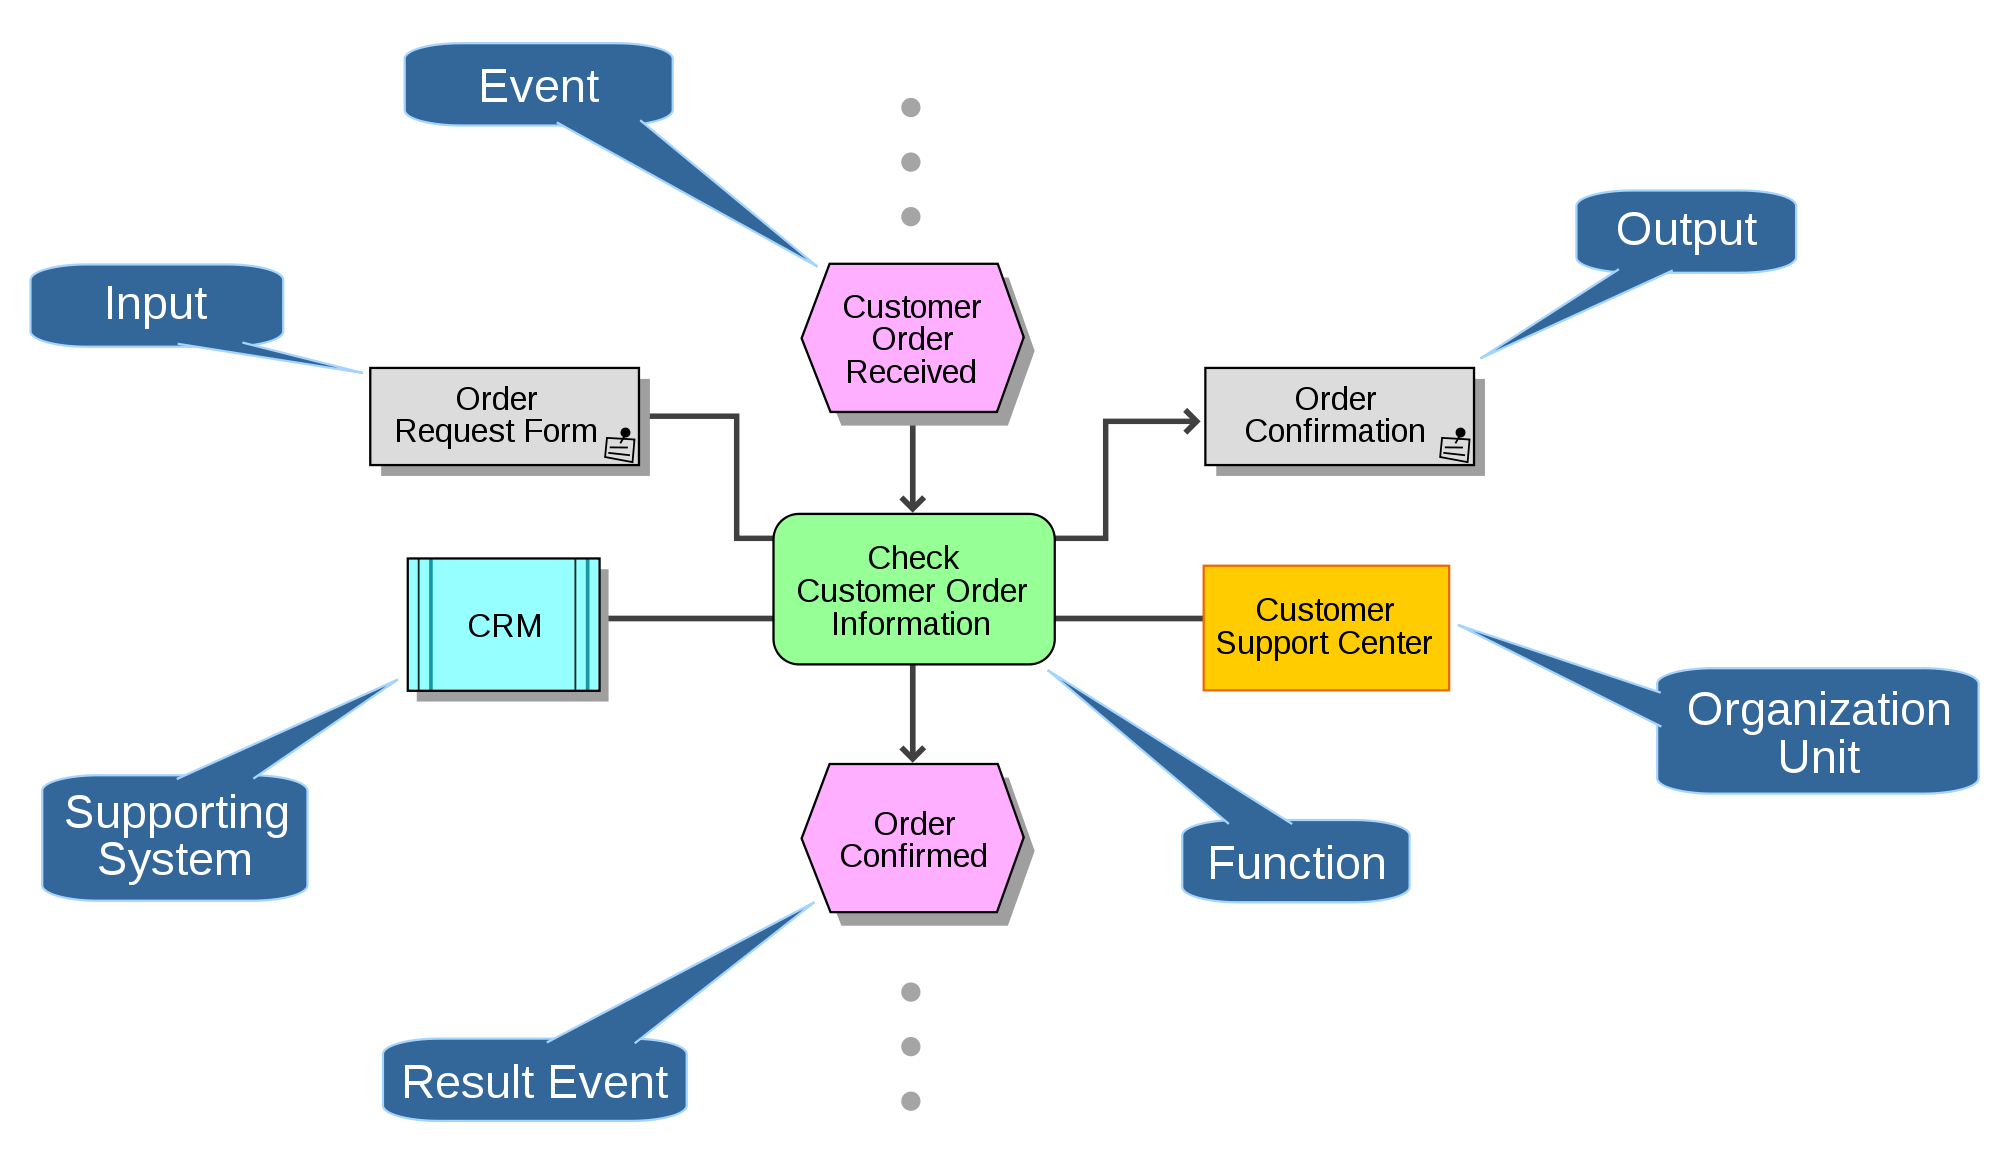 Event
Output
Input
Customer
Order
Received
Order
Request Form
Order
Confirmation
Check
Customer Order
Information
CRM
Customer
Support Center
Organization
Unit
Supporting
System
Order
Confirmed
Function
Result Event